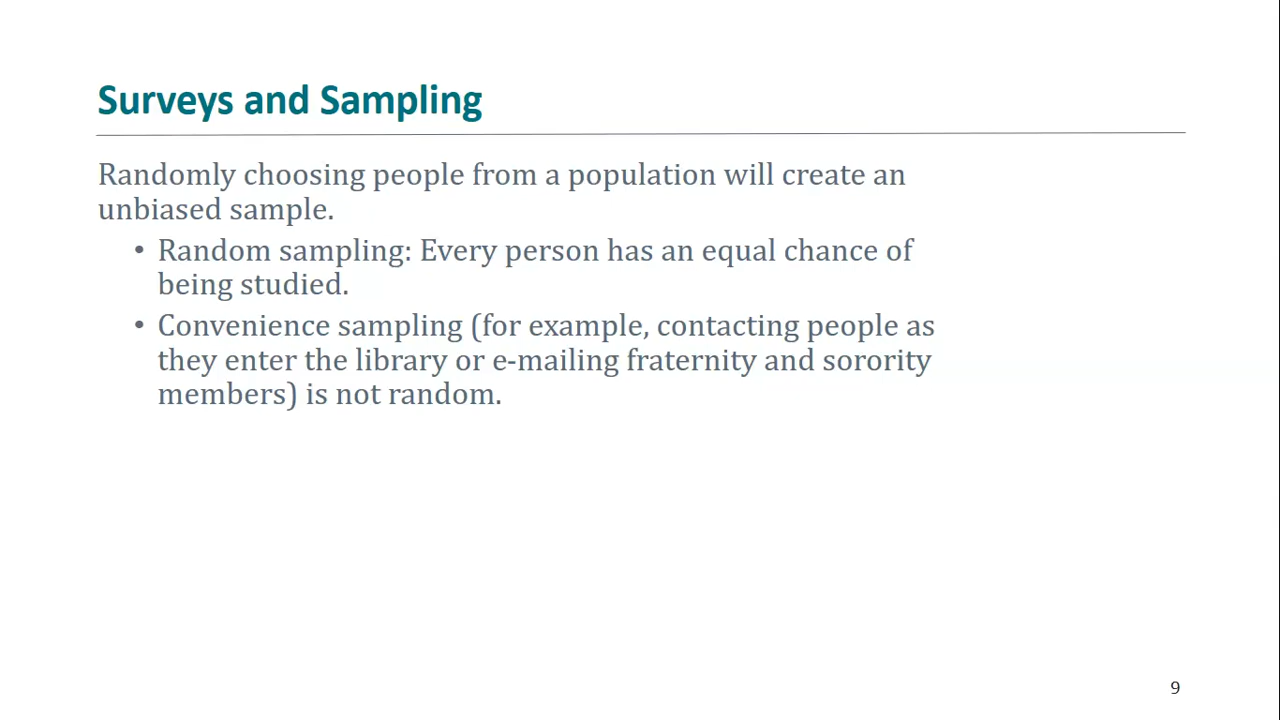 Surveys and Sampling
Randomly choosing people from a population will create an
unbiased sample.
• Random sampling: Every person has an equal chance of
being studied.
• Convenience sampling (for example, contacting people as
they enter the library or e-mailing fraternity and sorority
members) is not random.
9